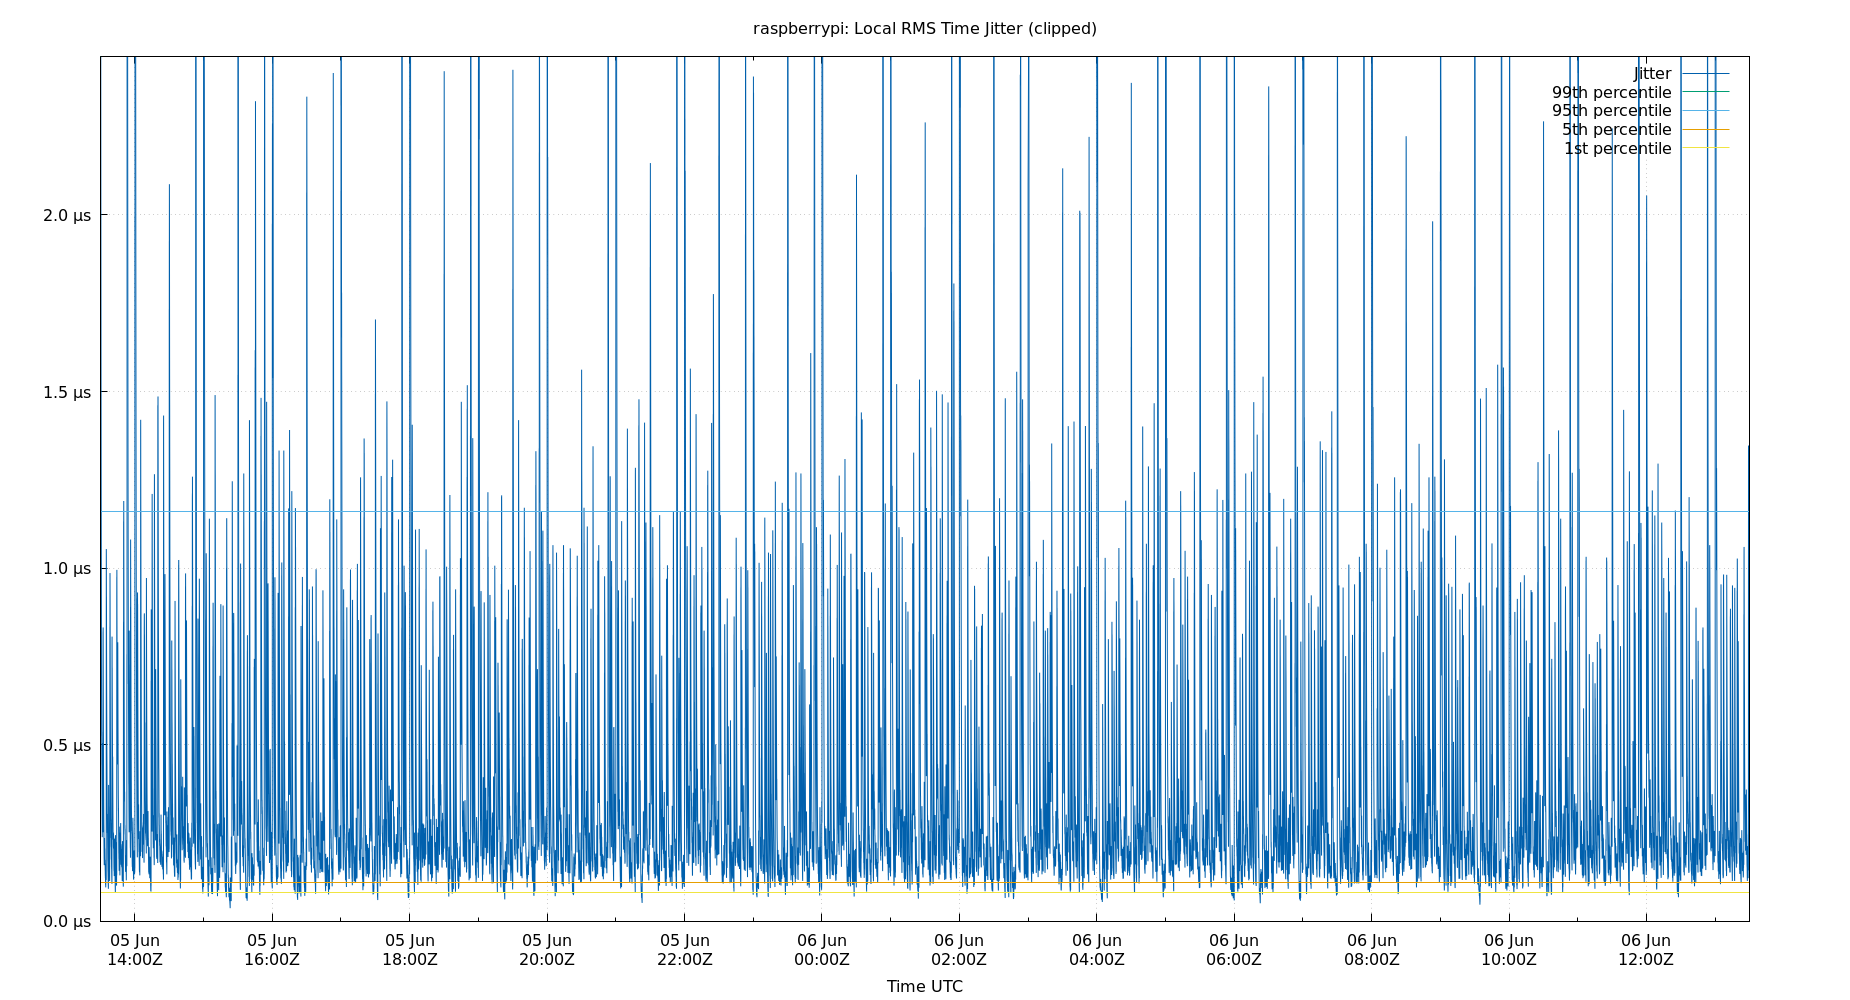 raspberrypi: Local RMS Time Jitter (clipped)
Jitter
99th percentile
95th percentile
5th percentile
1st percentile
2.0 μs
1.5 μs
1.0 μs
0.5 μs
0.0 μs
05 Jun 05 Jun 05 Jun 05 Jun 05 Jun 06 Jun 06 Jun 06 Jun 06 Jun 06 Jun 06 Jun 06 Jun
14:00Z 16:00Z 18:00Z 20:00Z 22:00Z 00:00Z 02:00Z 04:00Z 06:00Z 08:00Z 10:00Z 12:00Z
Time UTC